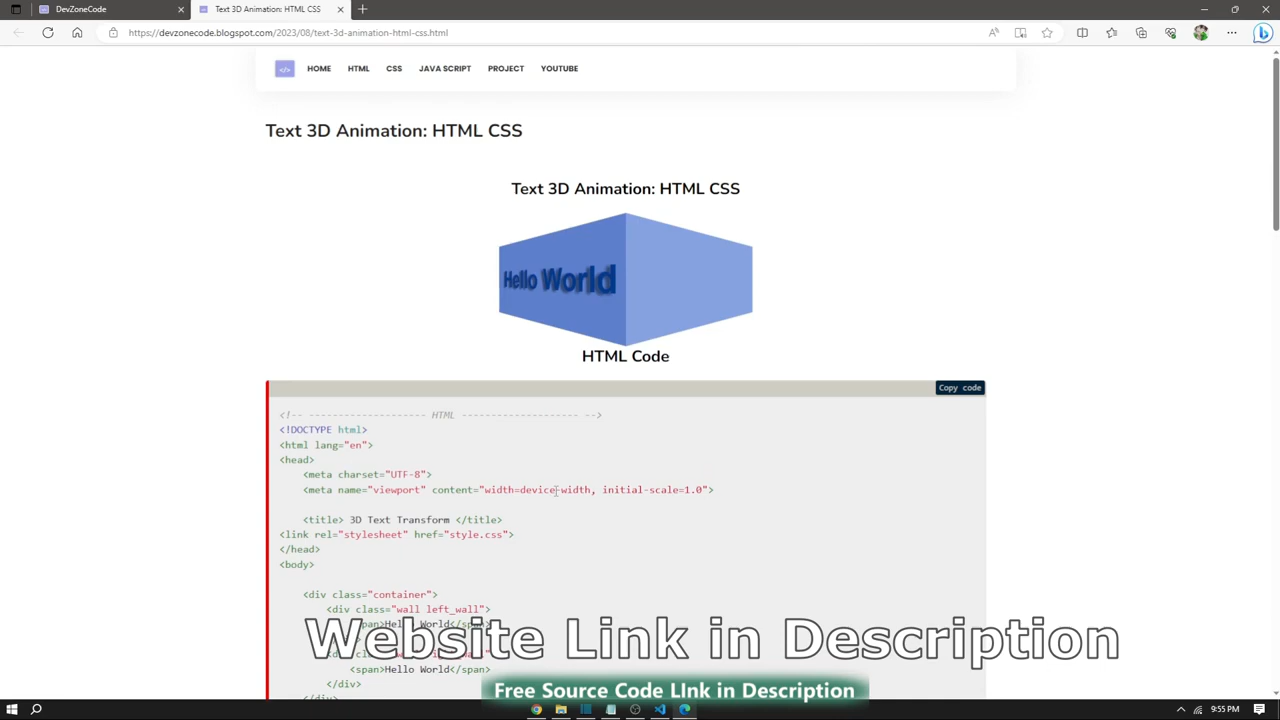 DevZoneCode
Text 3D Animation: HTML CSS
https://devzonecode.blogspot.com/2023/08/text-3d-animation-html-css.html
</>
HOME
HTML
CSS
JAVA SCRIPT
PROJECT
YOUTUBE
Text 3D Animation: HTML CSS
Text 3D Animation: HTML CSS
Hello World
HTML Code
Copy code
<!-- -------------------- HTML -------------------- -->
<!DOCTYPE html>
<html lang="en">
<head>
<meta charset="UTF-8">
<meta name="viewport" content="width=device-width, initial-scale=1.0">
<title> 3D Text Transform </title>
<link rel="stylesheet" href="style.css">
</head>
<body>
<div class="container">
<div class="wall left_wall">
<span>Hello World</span>
Website Link in Description
<span>Hello World</span>
</div>
Free Source Code LInk in Description
9:55 PM